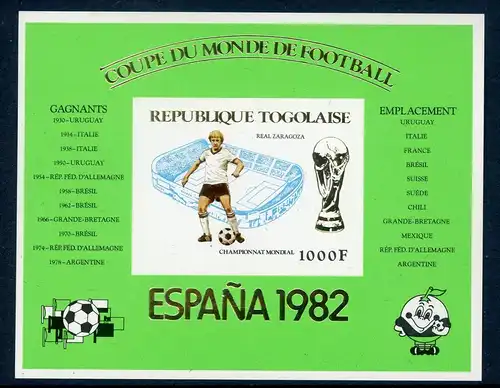 COUPE DU MONDE DE FOOTBALL
GAGNANTS
1930-URUGUAY
1934-ITALIE
1938-ITALIE
1950-URUGUAY
1954-RÉP. FÉD. D'ALLEMAGNE
1958-BRÉSIL
1962-BRÉSIL
1966-GRANDE-BRETAGNE
1970-BRÉSIL
1974-RÉP. FÉD. D'ALLEMAGNE
1978-ARGENTINE
REPUBLIQUE TOGOLAISE
REAL ZARAGOZA
CHAMPIONNAT MONDIAL
1000F
EMPLACEMENT
URUGUAY
ITALIE
FRANCE
BRÉSIL
SUISSE
SUÈDE
CHILI
GRANDE-BRETAGNE
MEXIQUE
RÉP. FÉD. D'ALLEMAGNE
ARGENTINE
ESPAÑA 1982